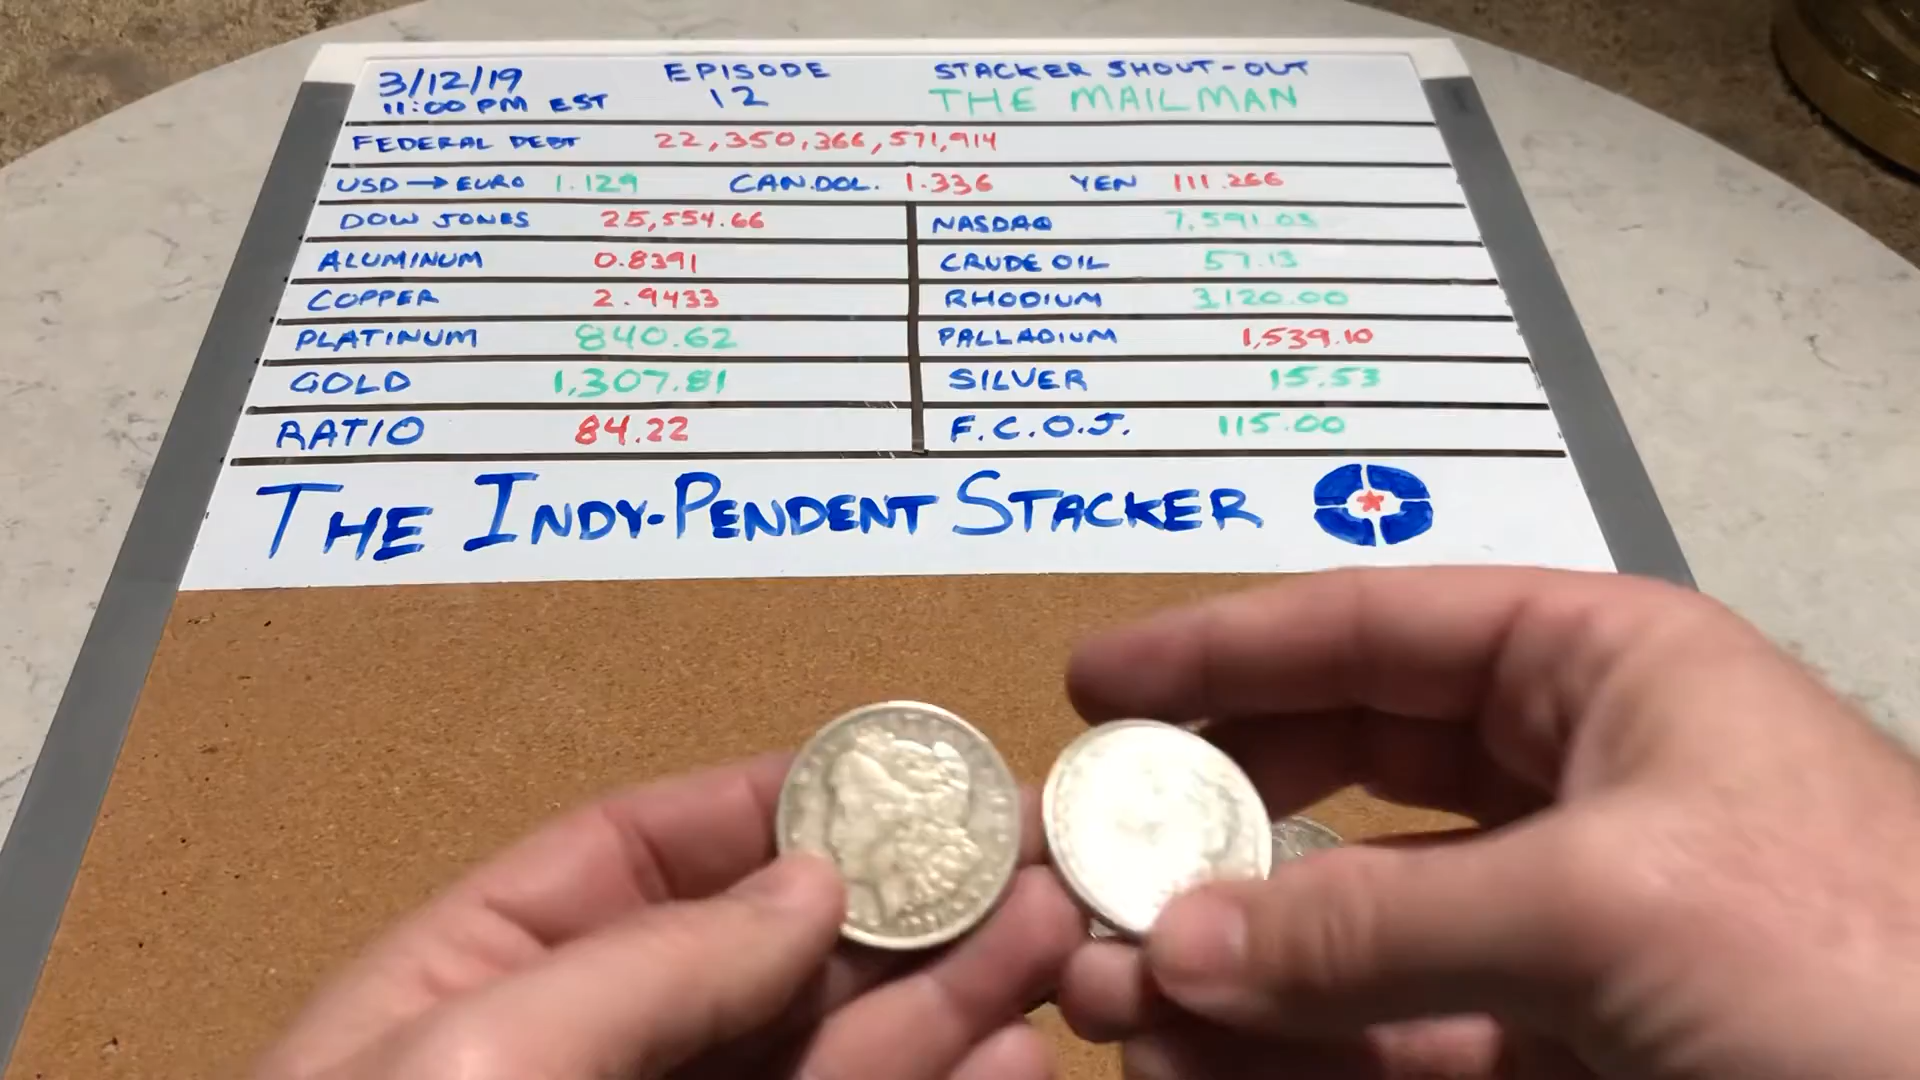 3/12/19 EPISODE STACKER SHOUT-OUT
11:00 PM EST 12 THE MAILMAN
FEDERAL DEBT 22,350,366,571,914
USD→EURO 1.129 CAN.DOL. 1.336 YEN 111.266
DOW JONES 25,554.66 NASDAQ 7,591.03
ALUMINUM 0.8391 CRUDE OIL 57.13
COPPER 2.9433 RHODIUM 3,120.00
PLATINUM 840.62 PALLADIUM 1,539.10
GOLD 1,307.81 SILVER 15.53
RATIO 84.22 F.C.O.J. 115.00
THE INDY-PENDENT STACKER